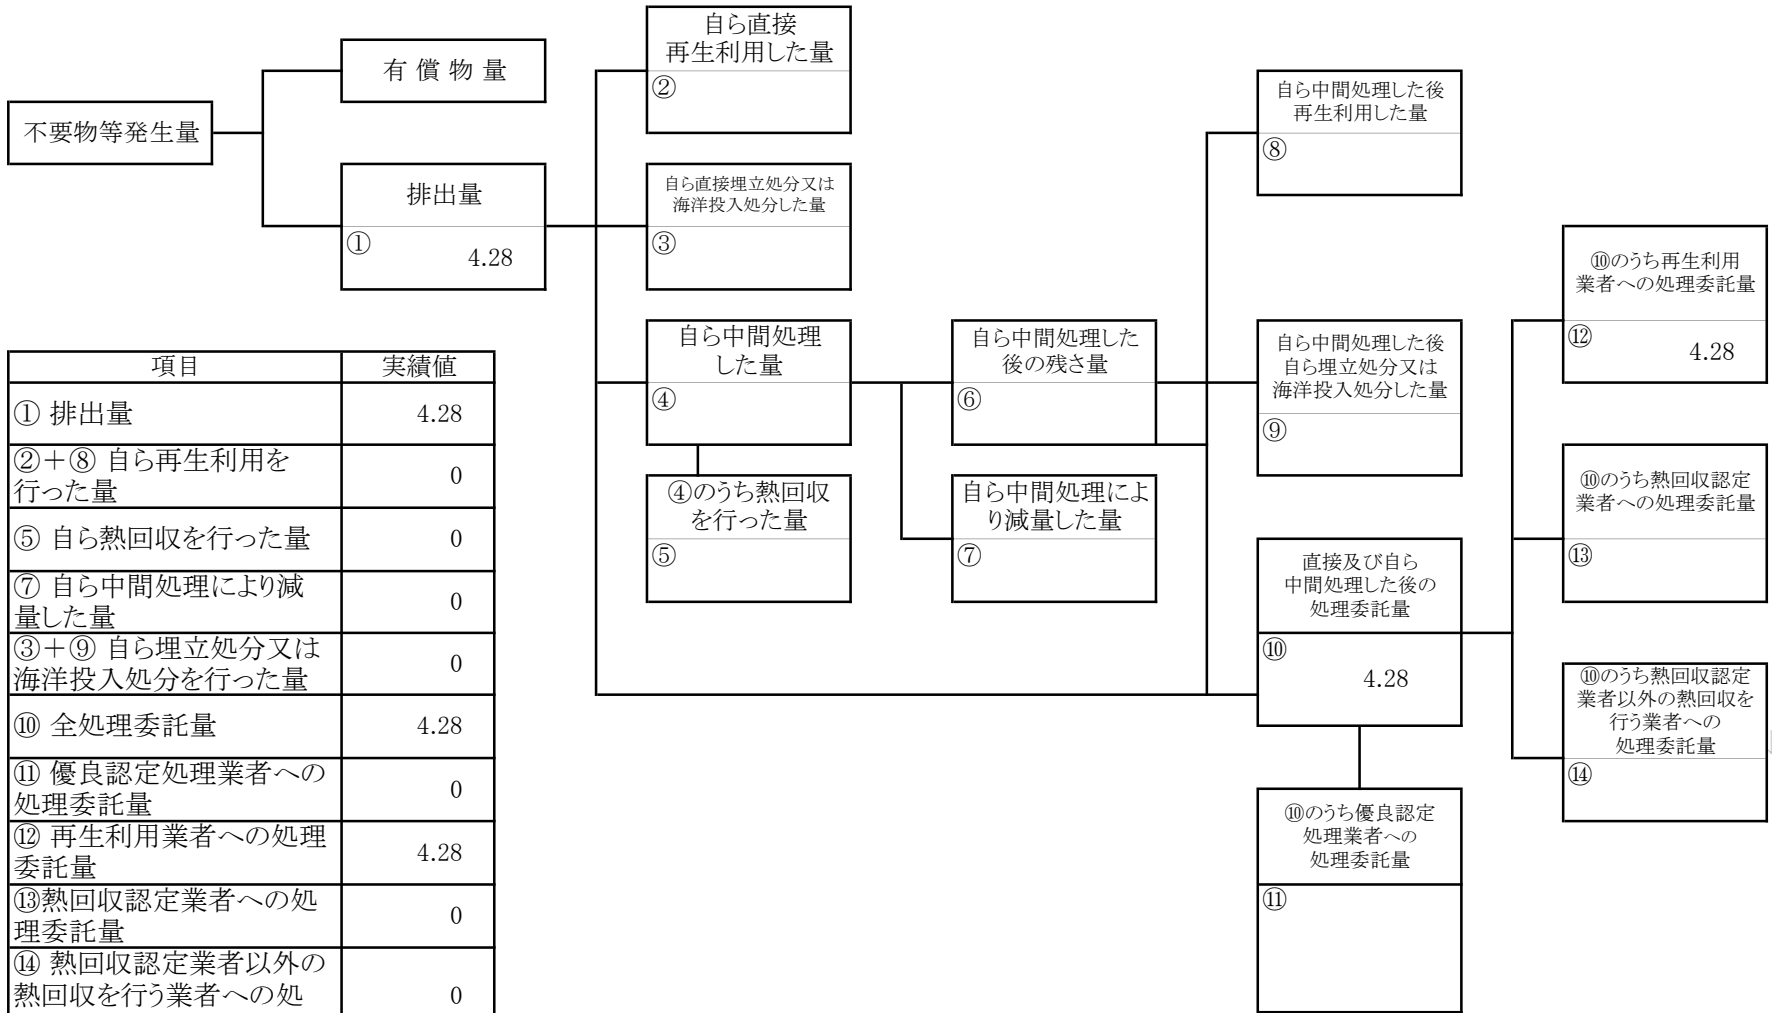 不要物等発生量
有 償 物 量
排出量
①
4.28
自ら直接
再生利用した量
②
自ら直接埋立処分又は
海洋投入処分した量
③
自ら中間処理
した量
④
④のうち熱回収
を行った量
⑤
自ら中間処理した
後の残さ量
⑥
自ら中間処理によ
り減量した量
⑦
自ら中間処理した後
再生利用した量
⑧
自ら中間処理した後
自ら埋立処分又は
海洋投入処分した量
⑨
直接及び自ら
中間処理した後の
処理委託量
⑩
4.28
⑩のうち優良認定
処理業者への
処理委託量
⑪
⑩のうち再生利用
業者への処理委託量
⑫
4.28
⑩のうち熱回収認定
業者への処理委託量
⑬
⑩のうち熱回収認定
業者以外の熱回収を
行う業者への
処理委託量
⑭
項目 実績値
① 排出量 4.28
②+⑧ 自ら再生利用を
行った量 0
⑤ 自ら熱回収を行った量 0
⑦ 自ら中間処理により減
量した量 0
③+⑨ 自ら埋立処分又は
海洋投入処分を行った量 0
⑩ 全処理委託量 4.28
⑪ 優良認定処理業者への
処理委託量 0
⑫ 再生利用業者への処理
委託量 4.28
⑬熱回収認定業者への処
理委託量 0
⑭ 熱回収認定業者以外の
熱回収を行う業者への処 0